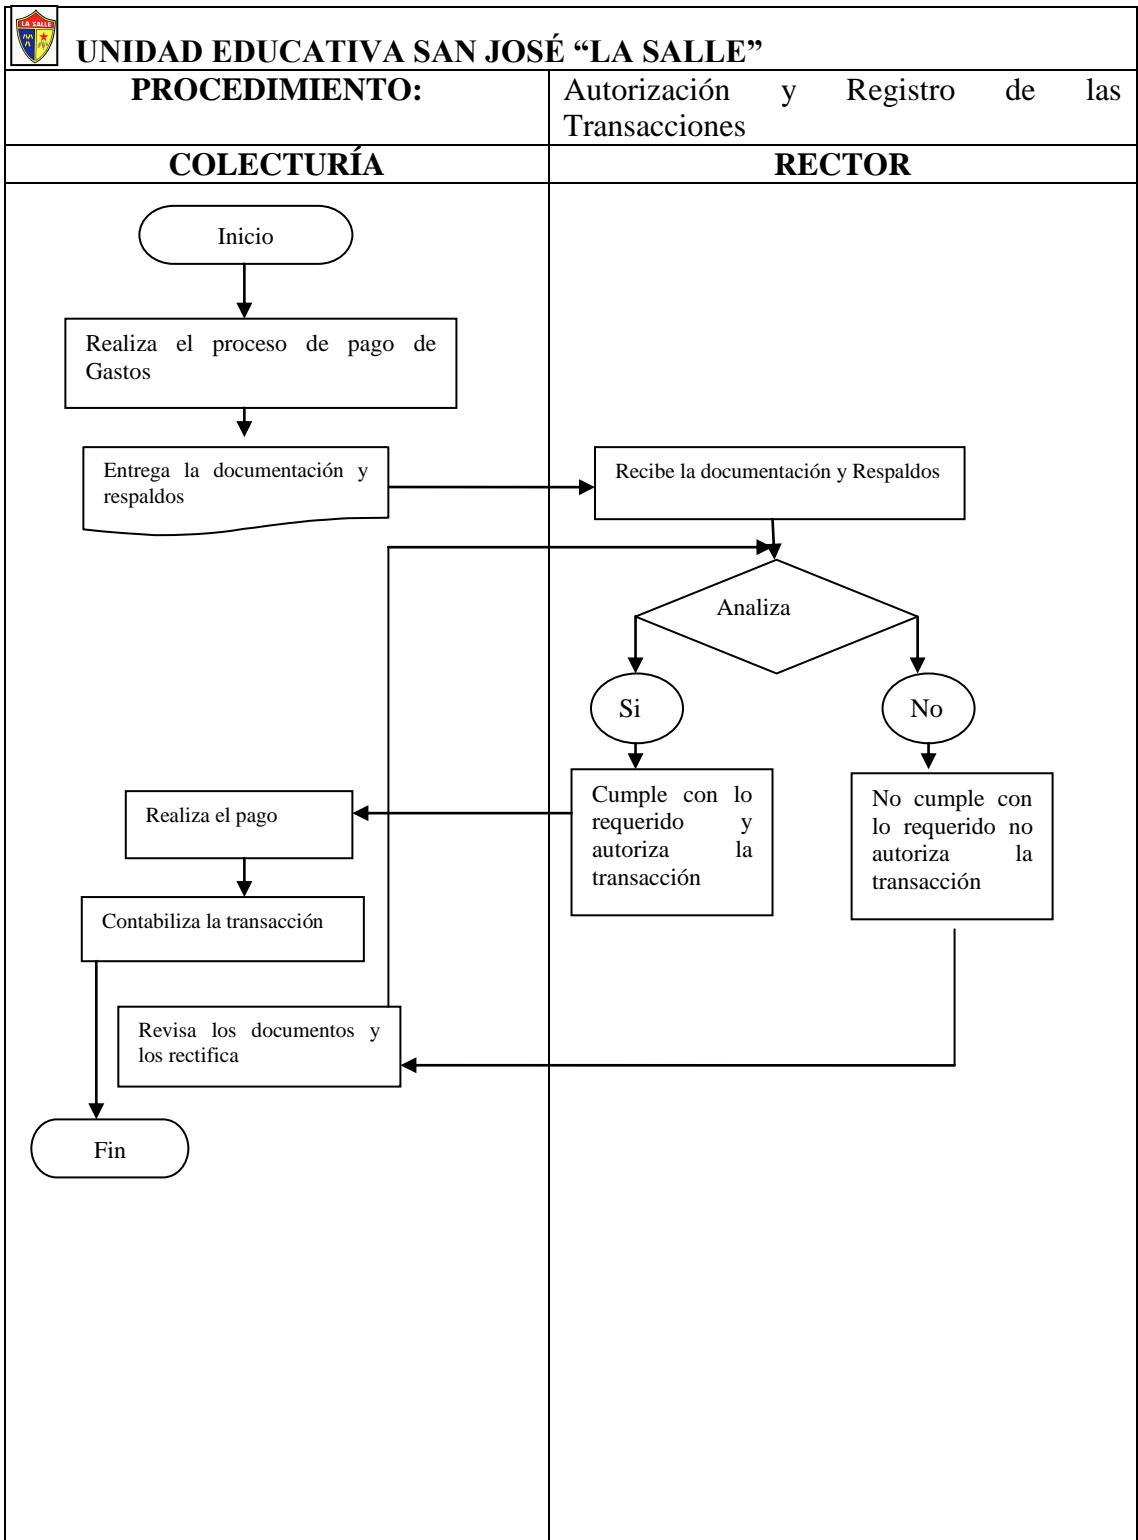 LA SALLE
UNIDAD EDUCATIVA SAN JOSÉ “LA SALLE”
PROCEDIMIENTO:
Autorización y Registro de las
Transacciones
COLECTURÍA
RECTOR
Inicio
Realiza el proceso de pago de
Gastos
Entrega la documentación y
respaldos
Recibe la documentación y Respaldos
Analiza
Si
No
Cumple con lo
requerido y
autoriza la
transacción
No cumple con
lo requerido no
autoriza la
transacción
Realiza el pago
Contabiliza la transacción
Revisa los documentos y
los rectifica
Fin